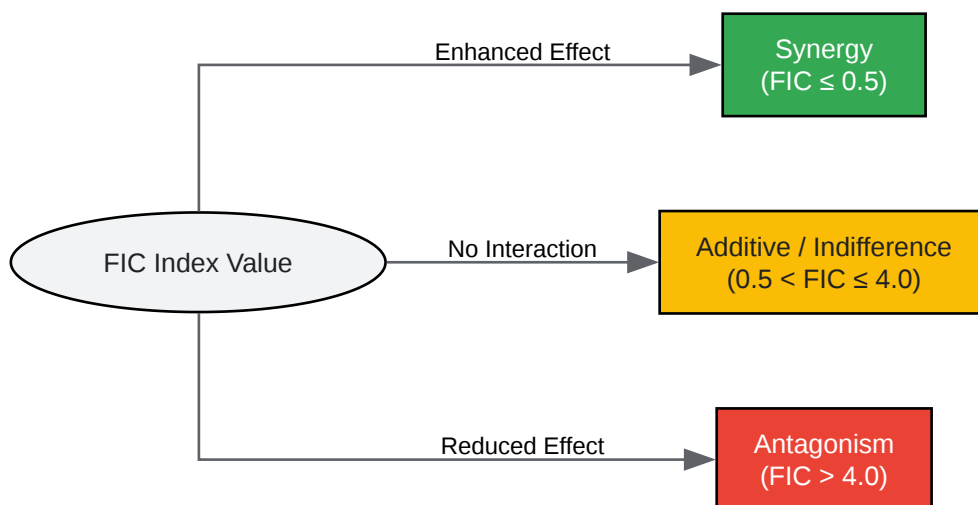 Enhanced Effect
Synergy
(FIC ≤ 0.5)
FIC Index Value
No Interaction
Additive / Indifference
(0.5 < FIC ≤ 4.0)
Reduced Effect
Antagonism
(FIC > 4.0)